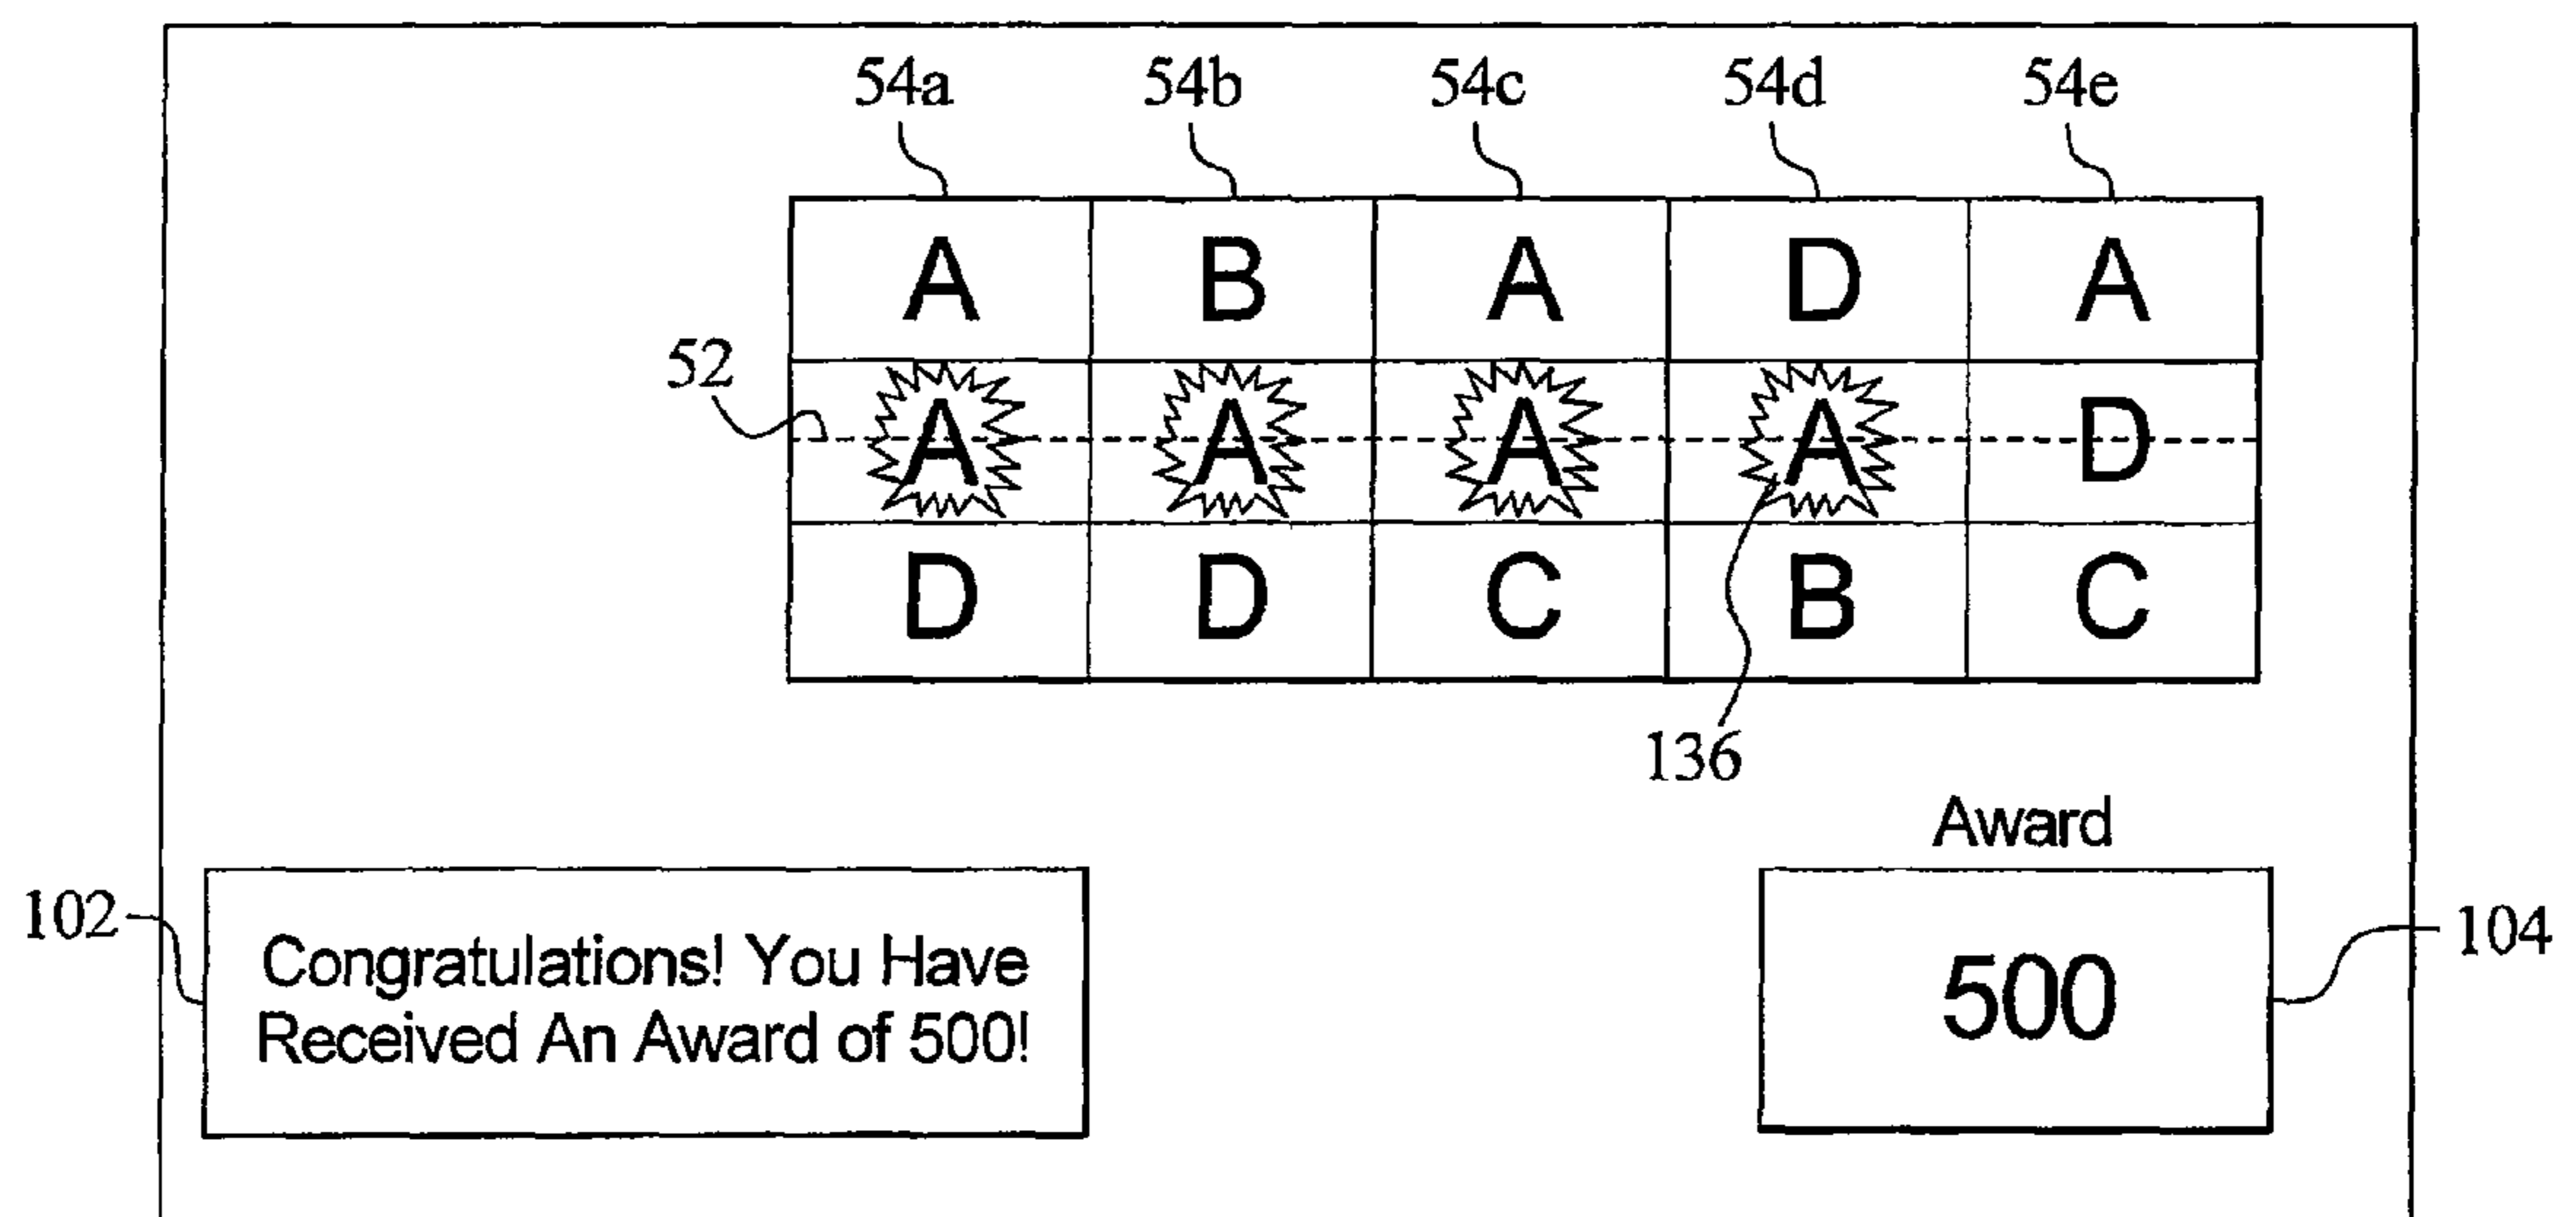 54a 54b 54c 54d 54e
A B A D A
52
A A A A D
D D C B C
136
Award
102
Congratulations! You Have
Received An Award of 500!
500
104